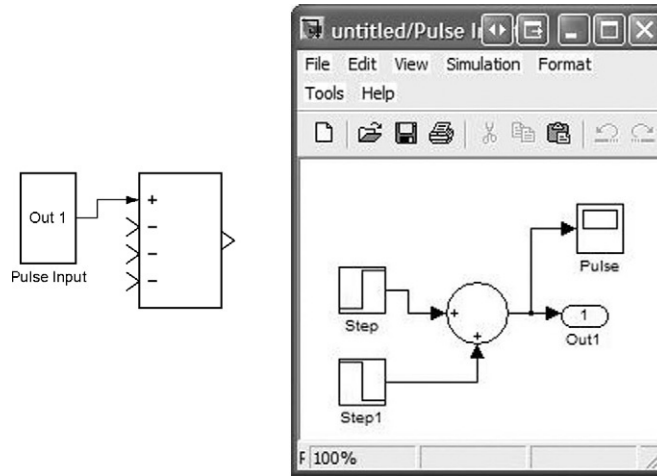 Out 1
+
−
−
−
Pulse Input
untitled/Pulse In
File Edit View Simulation Format
Tools Help
Pulse
Step
+
+
1
Out1
Step1
100%